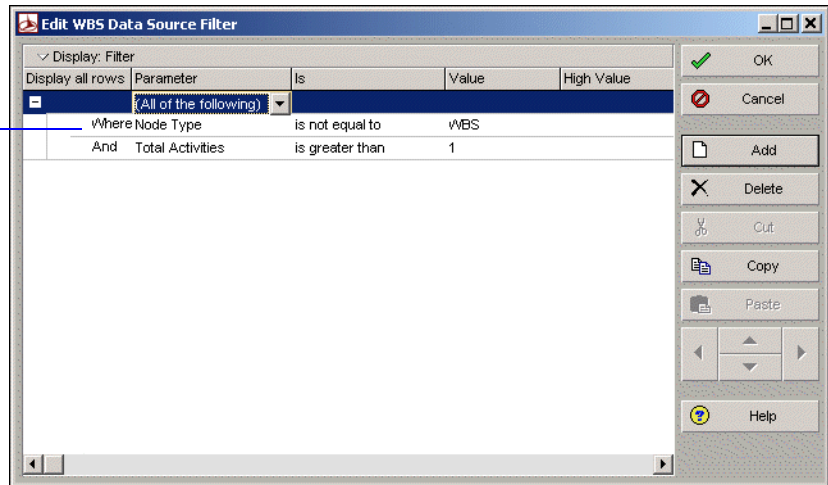 Edit WBS Data Source Filter
Display: Filter
Display all rows Parameter Is Value High Value
(All of the following)
Where Node Type is not equal to WBS
And Total Activities is greater than 1
OK
Cancel
Add
Delete
Cut
Copy
Paste
Help